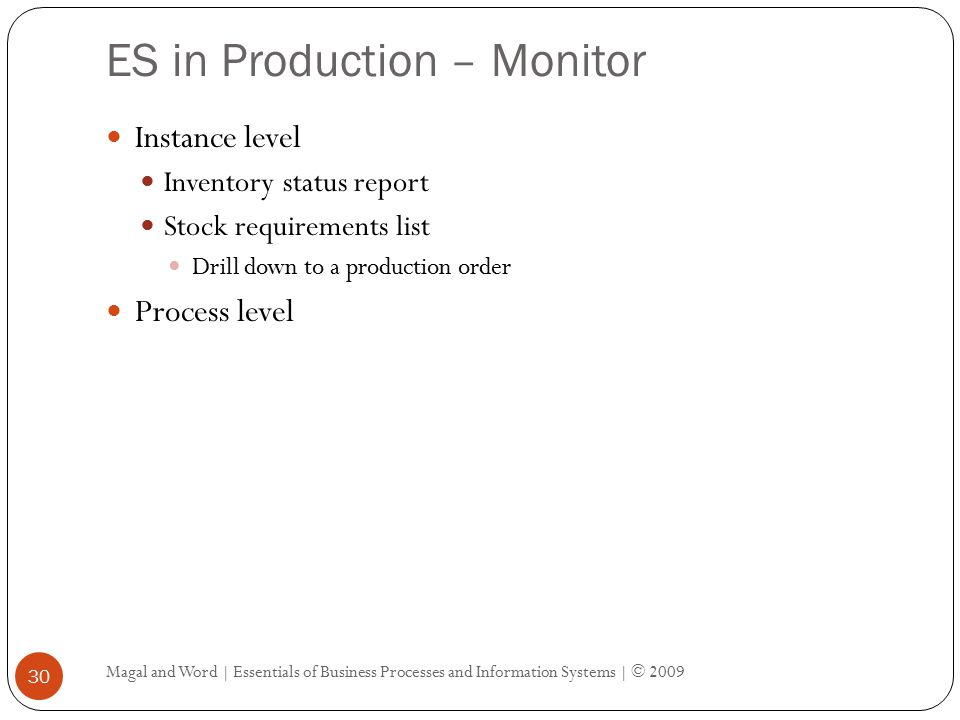 ES in Production – Monitor
Instance level
Inventory status report
Stock requirements list
Drill down to a production order
Process level
30
Magal and Word | Essentials of Business Processes and Information Systems | © 2009